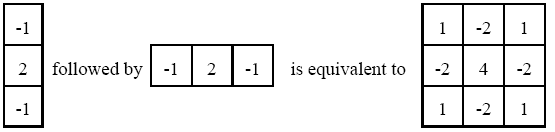 -1
2
-1
followed by
-1 2 -1
is equivalent to
1 -2 1
-2 4 -2
1 -2 1